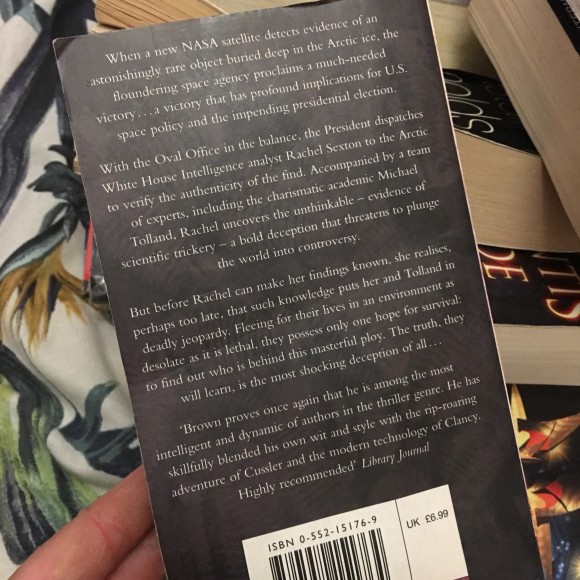 When a new NASA satellite detects evidence of an
astonishingly rare object buried deep in the Arctic ice, the
floundering space agency proclaims a much-needed
victory...a victory that has profound implications for U.S.
space policy and the impending presidential election.
With the Oval Office in the balance, the President dispatches
White House Intelligence analyst Rachel Sexton to the Arctic
to verify the authenticity of the find. Accompanied by a team
of experts, including the charismatic academic Michael
Tolland, Rachel uncovers the unthinkable – evidence of
scientific trickery – a bold deception that threatens to plunge
the world into controversy.
But before Rachel can make her findings known, she realises,
perhaps too late, that such knowledge puts her and Tolland in
deadly jeopardy. Fleeing for their lives in an environment as
desolate as it is lethal, they possess only one hope for survival:
to find out who is behind this masterful ploy. The truth, they
will learn, is the most shocking deception of all...
'Brown proves once again that he is among the most
intelligent and dynamic of authors in the thriller genre. He has
skillfully blended his own wit and style with the rip-roaring
adventure of Cussler and the modern technology of Clancy.
Highly recommended' Library Journal
ISBN 0-552-15176-9
UK £6.99